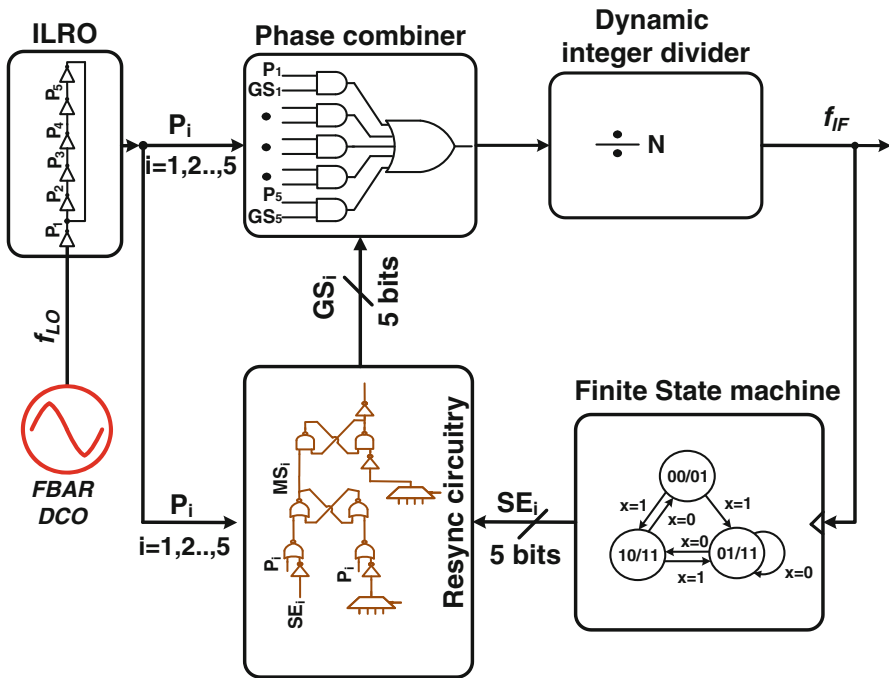 ILRO
P5
P4
P3
P2
P1
fLO
FBAR
DCO
Pi
i=1,2..,5
Pi
i=1,2..,5
Phase combiner
P1
GS1
P5
GS5
GSi
5 bits
Dynamic
integer divider
÷ N
fIF
Resync circuitry
MSi
Pi
Pi
SEi
SEi
5 bits
Finite State machine
00/01
x=1
x=0
x=1
10/11
x=0
x=1
01/11
x=0